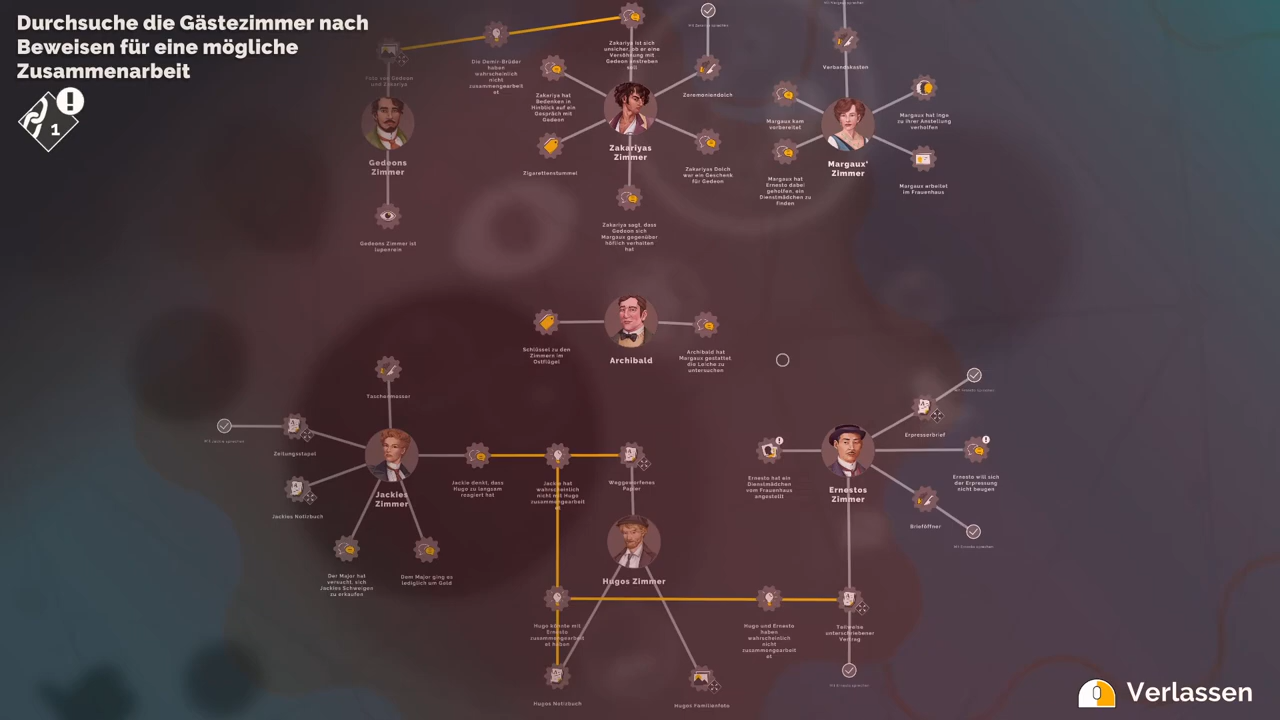 Durchsuche die Gästezimmer nach
Beweisen für eine mögliche
Zusammenarbeit
1
Foto von Gedeon
und Zakariya
Gedeons
Zimmer
Gedeons Zimmer ist
lupenrein
Die Demir-Brüder
haben
wahrscheinlich
nicht
zusammengearbeit
et
Zakariya ist sich
unsicher, ob er eine
Versöhnung mit
Gedeon anstreben
soll
Zakariya hat
Bedenken in
Hinblick auf ein
Gespräch mit
Gedeon
Zigarettenstummel
Zakariyas
Zimmer
Zeremoniendolch
Zakariyas Dolch
war ein Geschenk
für Gedeon
Zakariya sagt, dass
Gedeon sich
Margaux gegenüber
höflich verhalten
hat
Verbandskasten
Margaux kam
vorbereitet
Margaux hat
Ernesto dabei
geholfen, ein
Dienstmädchen zu
finden
Margaux'
Zimmer
Margaux hat Inge
zu ihrer Anstellung
verholfen
Margaux arbeitet
im Frauenhaus
Schlüssel zu den
Zimmern im
Ostflügel
Archibald
Archibald hat
Margaux gestattet,
die Leiche zu
untersuchen
Taschenmesser
Zeitungsstapel
Jackies Notizbuch
Jackies
Zimmer
Der Major hat
versucht, sich
Jackies Schweigen
zu erkaufen
Dem Major ging es
lediglich um Geld
Jackie denkt, dass
Hugo zu langsam
reagiert hat
Jackie hat
wahrscheinlich
nicht mit Hugo
zusammengearbeit
et
Weggeworfenes
Papier
Hugos Zimmer
Hugo könnte mit
Ernesto
zusammengearbeit
et haben
Hugos Notizbuch
Hugos Familienfoto
Hugo und Ernesto
haben
wahrscheinlich
nicht
zusammengearbeit
et
Teilweise
unterschriebener
Vertrag
Ernesto hat ein
Dienstmädchen
vom Frauenhaus
angestellt
Ernestos
Zimmer
Erpresserbrief
Ernesto will sich
der Erpressung
nicht beugen
Brieföffner
Verlassen